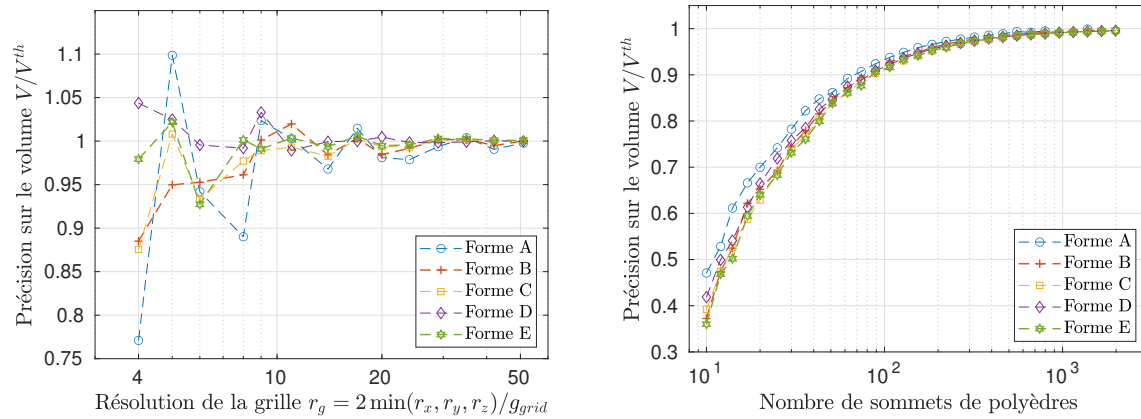 Précision sur le volume V/V^{th}
1.1
1.05
1
0.95
0.9
0.85
0.8
0.75
4
10
20
50
Forme A
Forme B
Forme C
Forme D
Forme E
Résolution de la grille r_g = 2 min(r_x, r_y, r_z)/g_{grid}
Précision sur le volume V/V^{th}
1
0.9
0.8
0.7
0.6
0.5
0.4
0.3
10^1
10^2
10^3
Forme A
Forme B
Forme C
Forme D
Forme E
Nombre de sommets de polyèdres